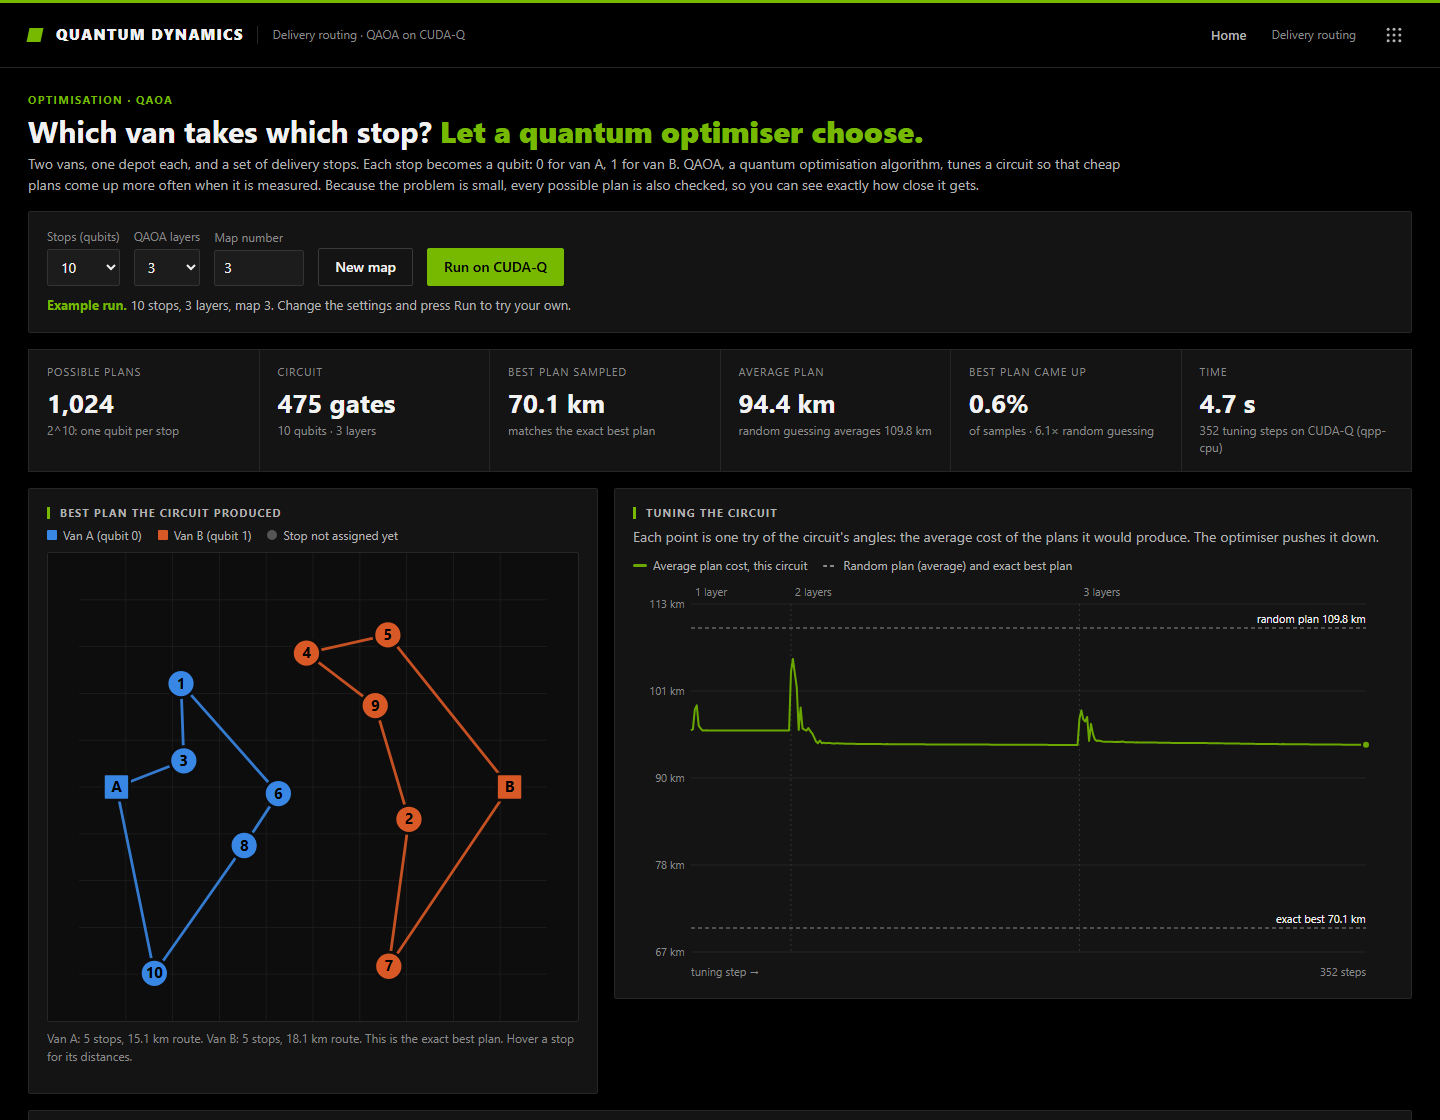 QUANTUM DYNAMICS
Delivery routing · QAOA on CUDA-Q
Home
Delivery routing
OPTIMISATION · QAOA
Which van takes which stop? Let a quantum optimiser choose.
Two vans, one depot each, and a set of delivery stops. Each stop becomes a qubit: 0 for van A, 1 for van B. QAOA, a quantum optimisation algorithm, tunes a circuit so that cheap
plans come up more often when it is measured. Because the problem is small, every possible plan is also checked, so you can see exactly how close it gets.
Stops (qubits)
QAOA layers
Map number
10
3
3
New map
Run on CUDA-Q
Example run. 10 stops, 3 layers, map 3. Change the settings and press Run to try your own.
POSSIBLE PLANS
1,024
2^10: one qubit per stop
CIRCUIT
475 gates
10 qubits · 3 layers
BEST PLAN SAMPLED
70.1 km
matches the exact best plan
AVERAGE PLAN
94.4 km
random guessing averages 109.8 km
BEST PLAN CAME UP
0.6%
of samples · 6.1× random guessing
TIME
4.7 s
352 tuning steps on CUDA-Q (qpp-
cpu)
BEST PLAN THE CIRCUIT PRODUCED
Van A (qubit 0)
Van B (qubit 1)
Stop not assigned yet
5
4
1
9
3
A
B
6
2
8
7
10
Van A: 5 stops, 15.1 km route. Van B: 5 stops, 18.1 km route. This is the exact best plan. Hover a stop
for its distances.
TUNING THE CIRCUIT
Each point is one try of the circuit's angles: the average cost of the plans it would produce. The optimiser pushes it down.
Average plan cost, this circuit
Random plan (average) and exact best plan
1 layer
2 layers
3 layers
113 km
random plan 109.8 km
101 km
90 km
78 km
exact best 70.1 km
67 km
tuning step →
352 steps